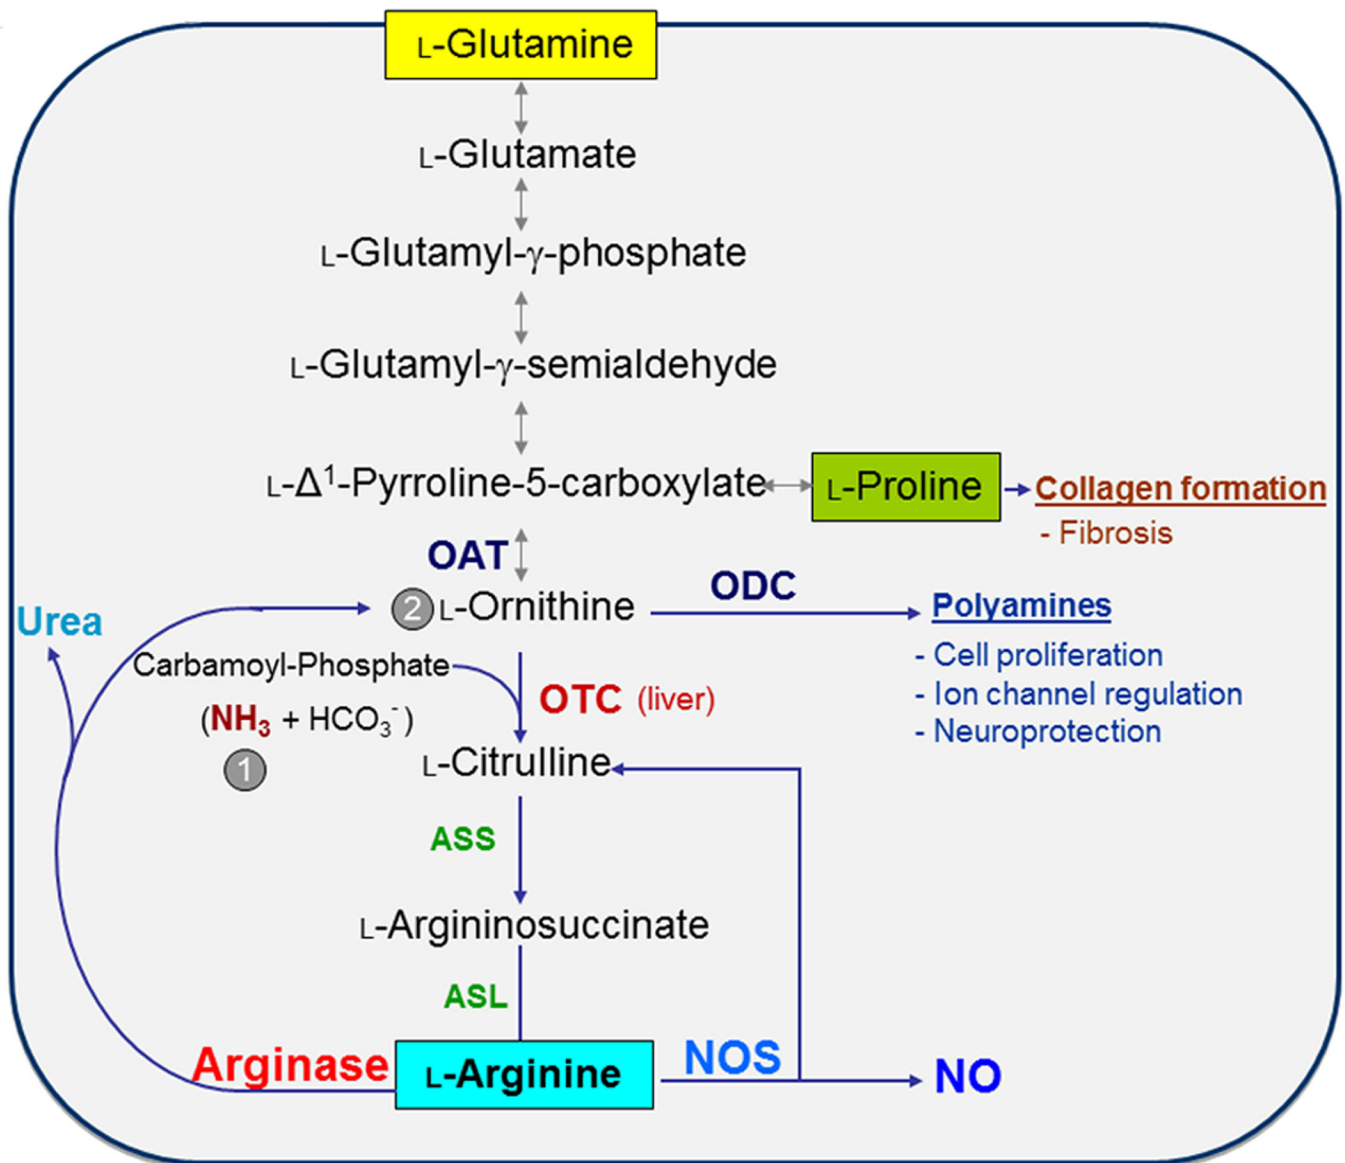 L-Glutamine
L-Glutamate
L-Glutamyl-γ-phosphate
L-Glutamyl-γ-semialdehyde
L-Δ¹-Pyrroline-5-carboxylate
L-Proline
Collagen formation
- Fibrosis
OAT
ODC
Urea
2 L-Ornithine
Polyamines
- Cell proliferation
- Ion channel regulation
- Neuroprotection
Carbamoyl-Phosphate
(NH₃ + HCO₃⁻)
1
OTC (liver)
L-Citrulline
ASS
L-Argininosuccinate
ASL
Arginase
L-Arginine
NOS
NO